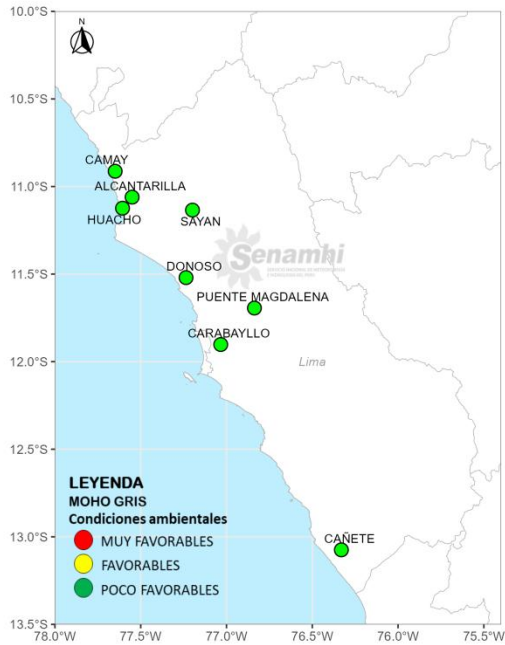 10.0°S
N
10.5°S
CAMAY
11.0°S
ALCANTARILLA
HUACHO
SAYAN
Senamhi
11.5°S
DONOSO
PUENTE MAGDALENA
CARABAYLLO
12.0°S
Lima
12.5°S
LEYENDA
MOHO GRIS
Condiciones ambientales
13.0°S
CAÑETE
MUY FAVORABLES
FAVORABLES
POCO FAVORABLES
13.5°S
78.0°W 77.5°W 77.0°W 76.5°W 76.0°W 75.5°W